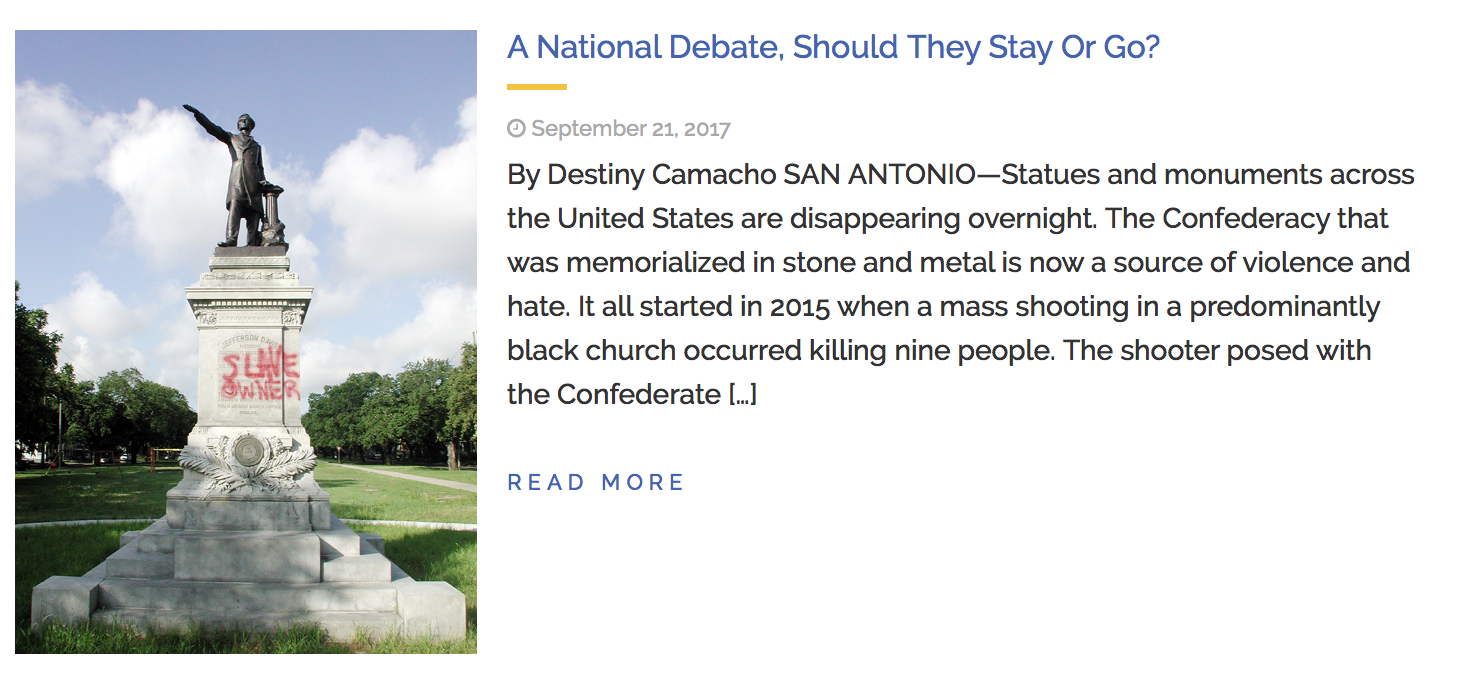 JEFFERSON DAVIS
SLAVE
OWNER
A National Debate, Should They Stay Or Go?
September 21, 2017
By Destiny Camacho SAN ANTONIO—Statues and monuments across
the United States are disappearing overnight. The Confederacy that
was memorialized in stone and metal is now a source of violence and
hate. It all started in 2015 when a mass shooting in a predominantly
black church occurred killing nine people. The shooter posed with
the Confederate [...]
READ MORE